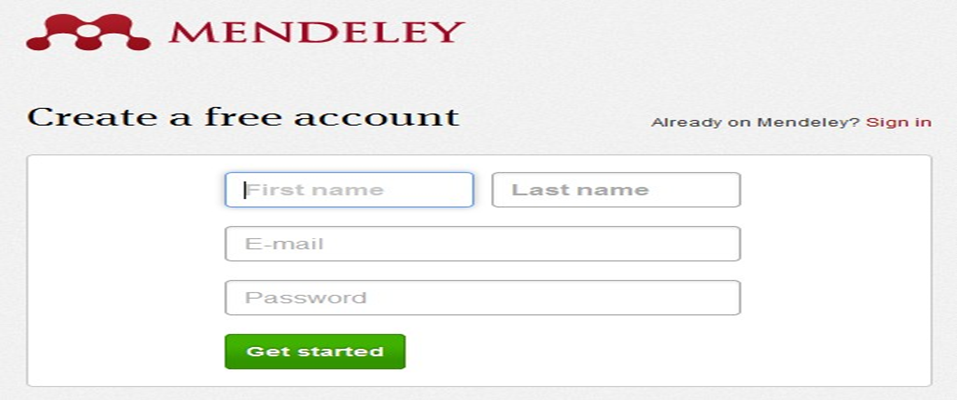 MENDELEY
Create a free account
Already on Mendeley? Sign in
First name Last name
E-mail
Password
Get started